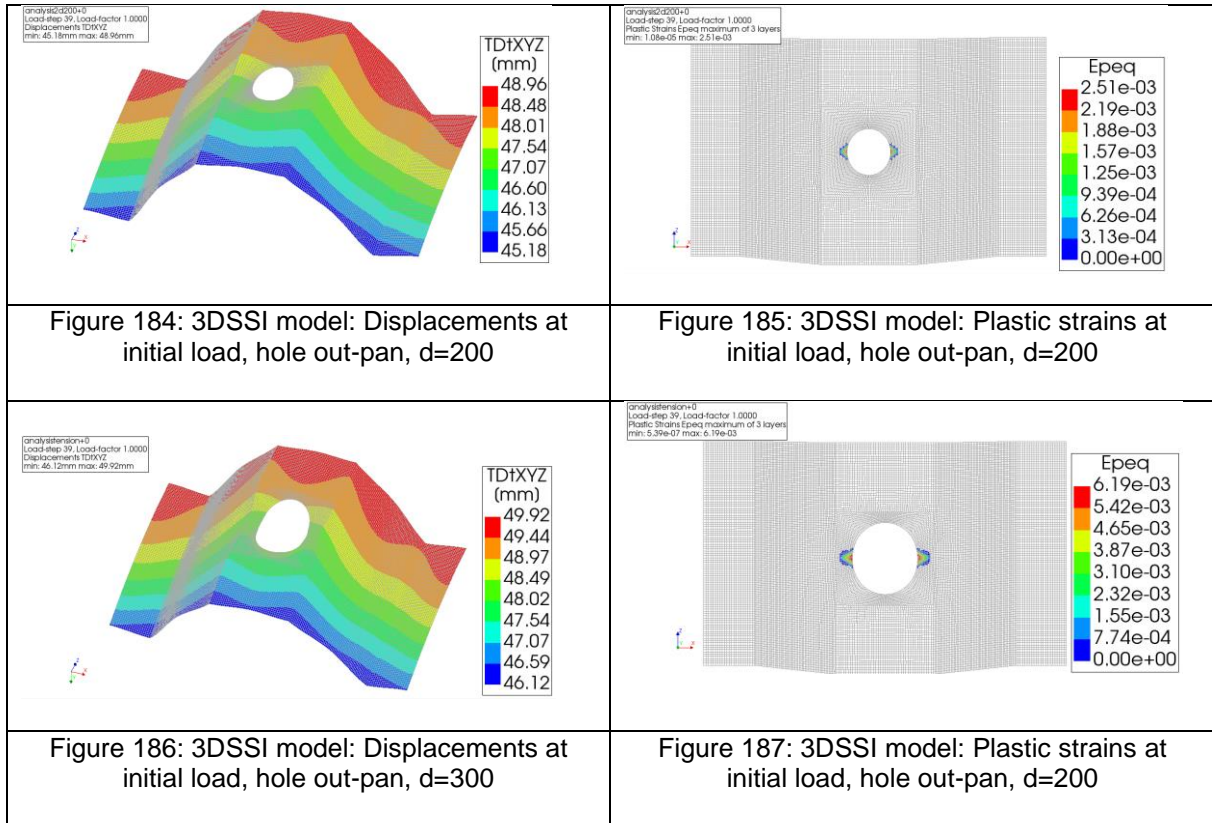 analysis2d200+0
Load-step 39, Load-factor 1.0000
Displacements TDtXYZ
min: 45.18mm max: 48.96mm
TDtXYZ
(mm)
48.96
48.48
48.01
47.54
47.07
46.60
46.13
45.66
45.18
analysis2d200+0
Load-step 39, Load-factor 1.0000
Plastic Strains Epeq maximum of 3 layers
min: 1.08e-05 max: 2.51e-03
Epeq
2.51e-03
2.19e-03
1.88e-03
1.57e-03
1.25e-03
9.39e-04
6.26e-04
3.13e-04
0.00e+00
Figure 184: 3DSSI model: Displacements at
initial load, hole out-pan, d=200
Figure 185: 3DSSI model: Plastic strains at
initial load, hole out-pan, d=200
analysistension+0
Load-step 39, Load-factor 1.0000
Displacements TDtXYZ
min: 46.12mm max: 49.92mm
TDtXYZ
(mm)
49.92
49.44
48.97
48.49
48.02
47.54
47.07
46.59
46.12
analysistension+0
Load-step 39, Load-factor 1.0000
Plastic Strains Epeq maximum of 3 layers
min: 5.39e-07 max: 6.19e-03
Epeq
6.19e-03
5.42e-03
4.65e-03
3.87e-03
3.10e-03
2.32e-03
1.55e-03
7.74e-04
0.00e+00
Figure 186: 3DSSI model: Displacements at
initial load, hole out-pan, d=300
Figure 187: 3DSSI model: Plastic strains at
initial load, hole out-pan, d=200